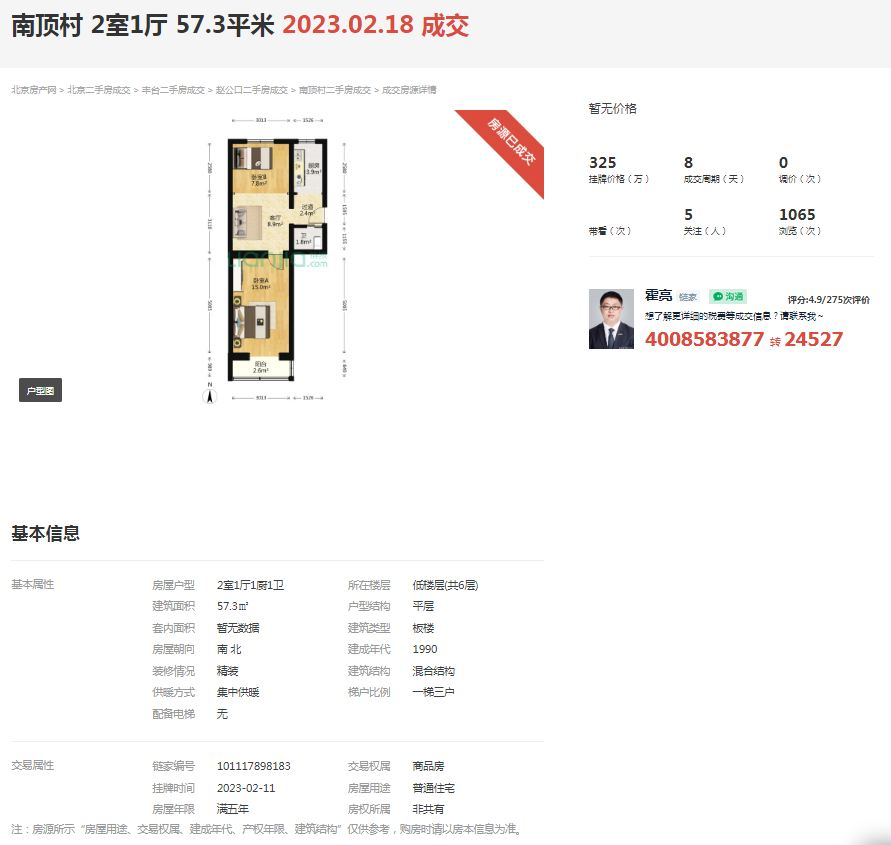 南顶村 2室1厅 57.3平米 2023.02.18 成交
北京房产网 > 北京二手房成交 > 丰台二手房成交 > 赵公口二手房成交 > 南顶村二手房成交 > 成交房源详情
房源已成交
3013 1526
卧室B
7.8m²
厨房
3.9m²
过道
2.4m²
客厅
8.9m²
卫
1.8m²
卧室A
15.0m²
阳台
2.6m²
N
3013 1526
户型图
暂无价格
325 8 0
挂牌价格（万） 成交周期（天） 调价（次）
5 1065
带看（次） 关注（人） 浏览（次）
霍亮 链家 沟通 评分:4.9/275次评价
想了解更详细的税费等成交信息？请联系我～
4008583877 转 24527
基本信息
基本属性 房屋户型 2室1厅1厨1卫 所在楼层 低楼层(共6层)
建筑面积 57.3㎡ 户型结构 平层
套内面积 暂无数据 建筑类型 板楼
房屋朝向 南 北 建成年代 1990
装修情况 精装 建筑结构 混合结构
供暖方式 集中供暖 梯户比例 一梯三户
配备电梯 无
交易属性 链家编号 101117898183 交易权属 商品房
挂牌时间 2023-02-11 房屋用途 普通住宅
房屋年限 满五年 房权所属 非共有
注：房源所示“房屋用途、交易权属、建成年代、产权年限、建筑结构”仅供参考，购房时请以房本信息为准。